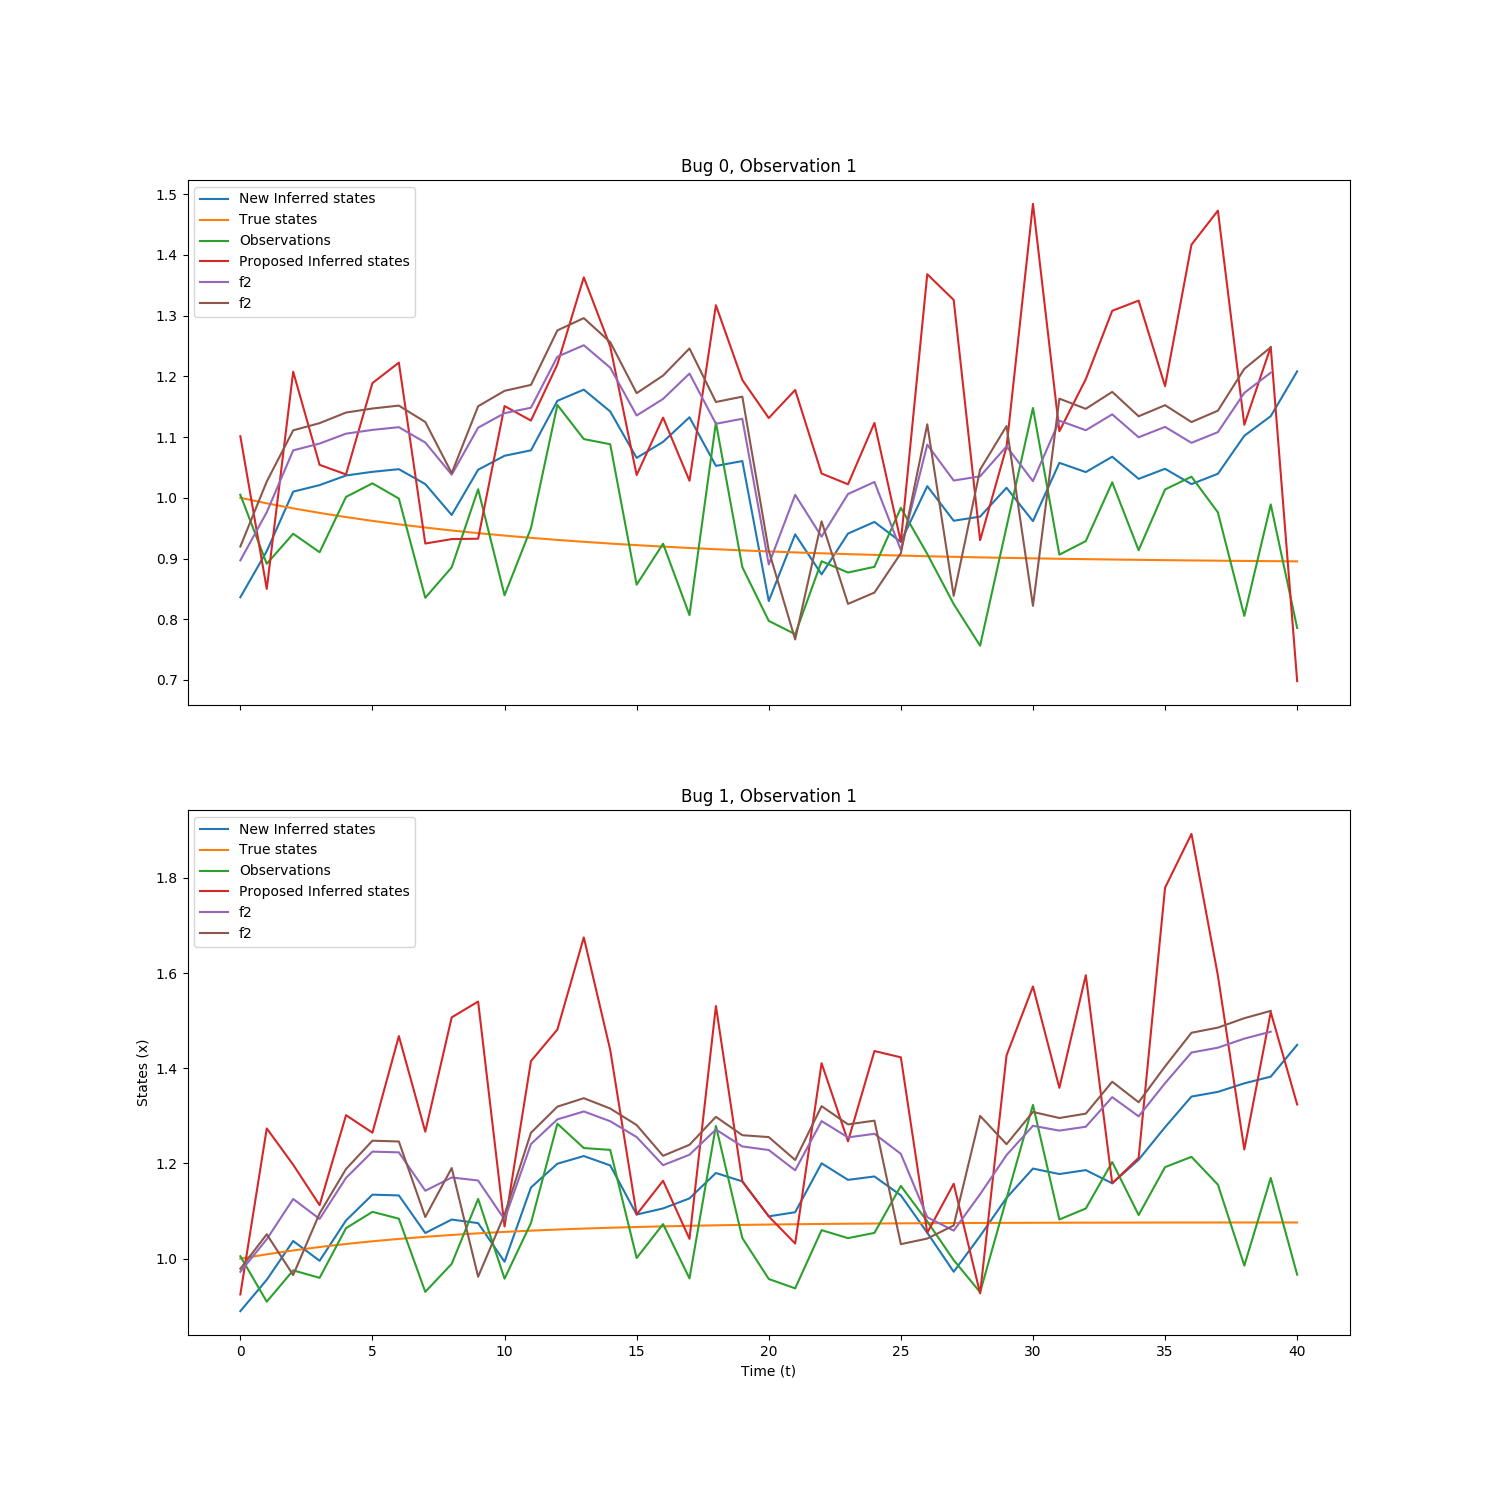 Bug 0, Observation 1
1.5
1.4
1.3
1.2
1.1
1.0
0.9
0.8
0.7
New Inferred states
True states
Observations
Proposed Inferred states
f2
f2
Bug 1, Observation 1
States (x)
1.8
1.6
1.4
1.2
1.0
New Inferred states
True states
Observations
Proposed Inferred states
f2
f2
0 5 10 15 20 25 30 35 40
Time (t)